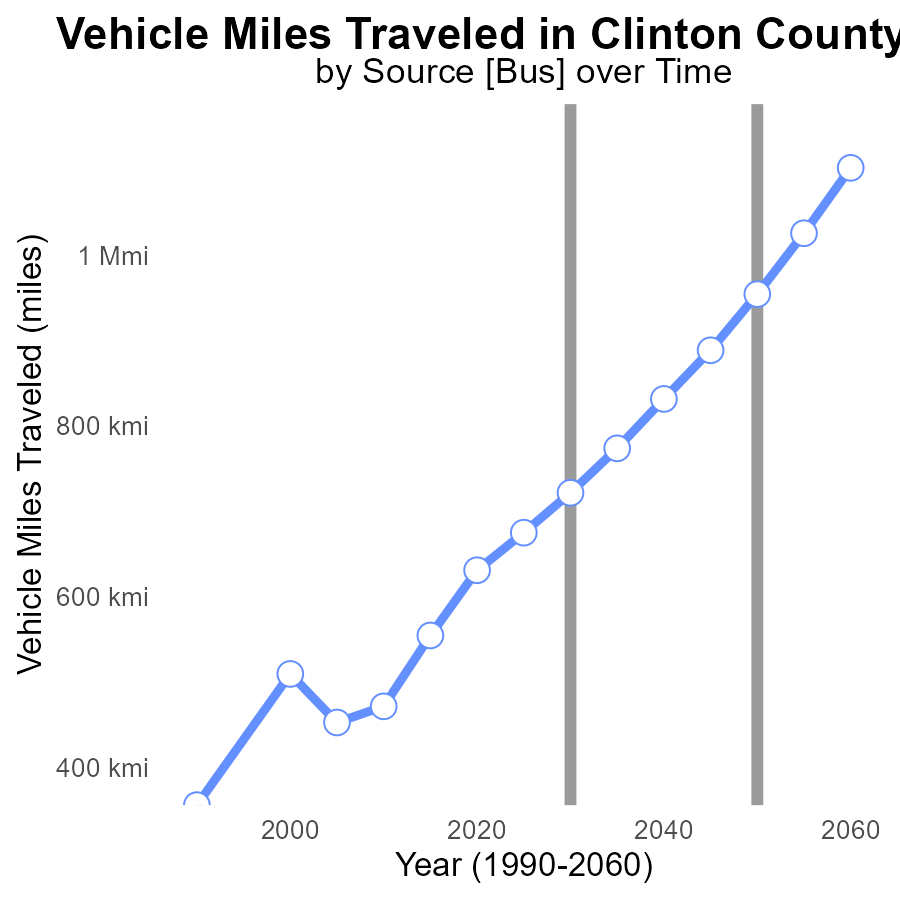 Vehicle Miles Traveled in Clinton County
by Source [Bus] over Time
Vehicle Miles Traveled (miles)
1 Mmi
800 kmi
600 kmi
400 kmi
2000
2020
2040
2060
Year (1990-2060)